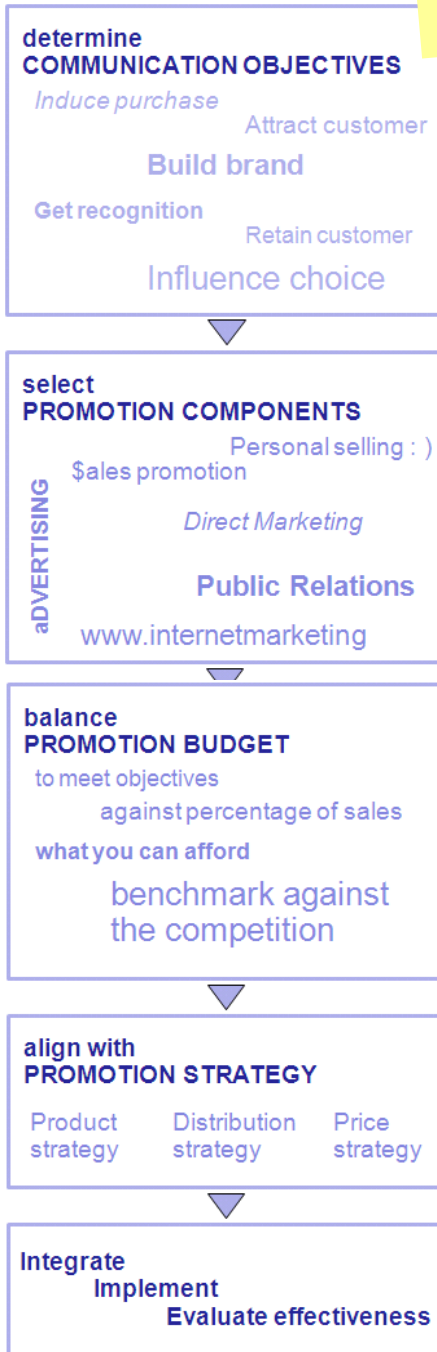 determine
COMMUNICATION OBJECTIVES
Induce purchase
Attract customer
Build brand
Get recognition
Retain customer
Influence choice
select
PROMOTION COMPONENTS
Personal selling : )
$ales promotion
aDVERTISING
Direct Marketing
Public Relations
www.internetmarketing
balance
PROMOTION BUDGET
to meet objectives
against percentage of sales
what you can afford
benchmark against
the competition
align with
PROMOTION STRATEGY
Product strategy
Distribution strategy
Price strategy
Integrate
Implement
Evaluate effectiveness